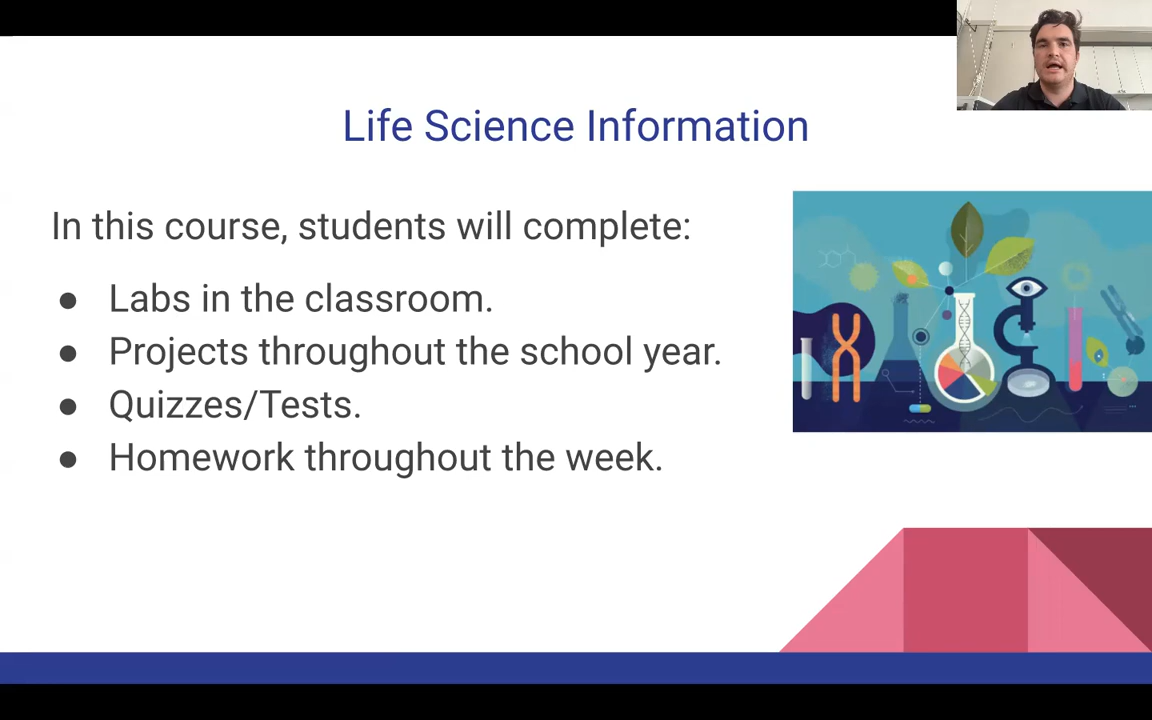 Life Science Information
In this course, students will complete:
● Labs in the classroom.
● Projects throughout the school year.
● Quizzes/Tests.
● Homework throughout the week.